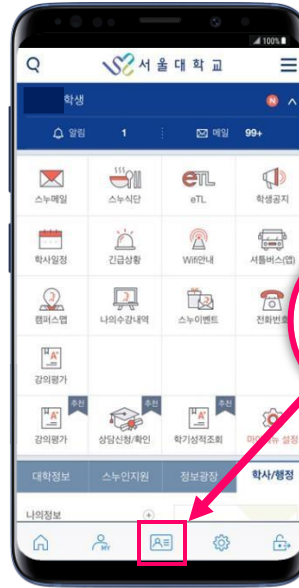 100%
서울대학교
학생 N
알림 1 메일 99+
스누메일 스누식단 eTL 학생공지
학사일정 긴급상황 Wifi안내 셔틀버스(앱)
캠퍼스맵 나의수강내역 스누이벤트 전화번호
강의평가
추천 추천 추천
강의평가 상담신청/확인 학기성적조회 마이메뉴 설정
대학정보 스누인지원 정보광장 학사/행정
나의정보
MY